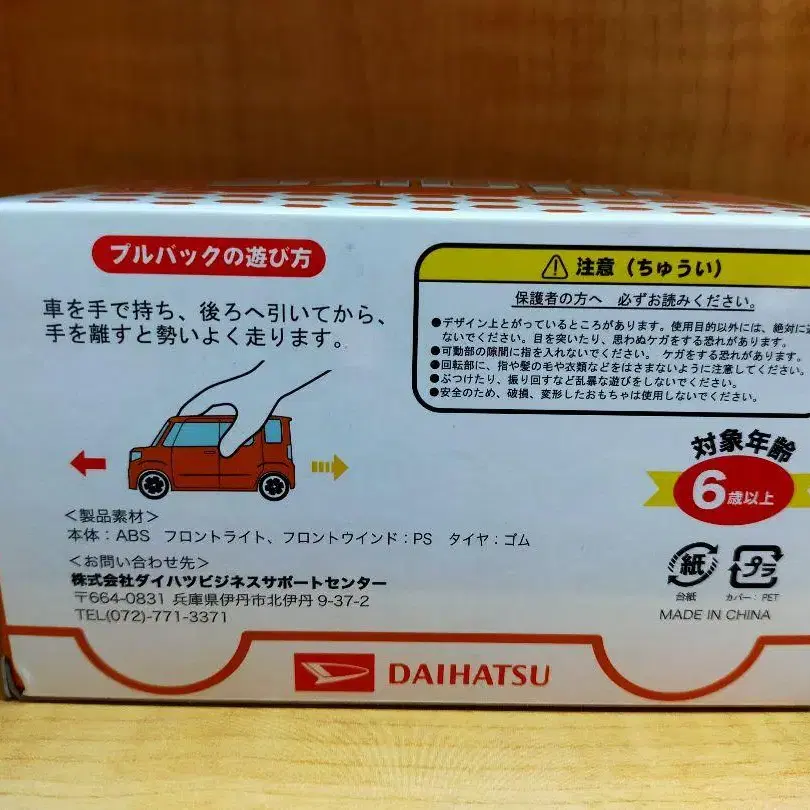 プルバックの遊び方
車を手で持ち、後ろへ引いてから、
手を離すと勢いよく走ります。
⚠ 注意（ちゅうい）
保護者の方へ 必ずお読みください。
●デザイン上とがっているところがあります。使用目的以外には、絶対に
ないでください。目を突いたり、思わぬケガをする恐れがあります。
●可動部の隙間に指を入れないでください。ケガをする恐れがあります。
●回転部に、指や髪の毛や衣類などをはさまないように注意してください。
●ぶつけたり、振り回すなど乱暴な遊びをしないでください。
●安全のため、破損、変形したおもちゃは使用しないでください。
対象年齢
6歳以上
＜製品素材＞
本体：ABS フロントライト、フロントウインド：PS タイヤ：ゴム
＜お問い合わせ先＞
株式会社ダイハツビジネスサポートセンター
〒664-0831 兵庫県伊丹市北伊丹 9-37-2
TEL(072)-771-3371
紙
台紙
プラ
カバー：PET
MADE IN CHINA
DAIHATSU